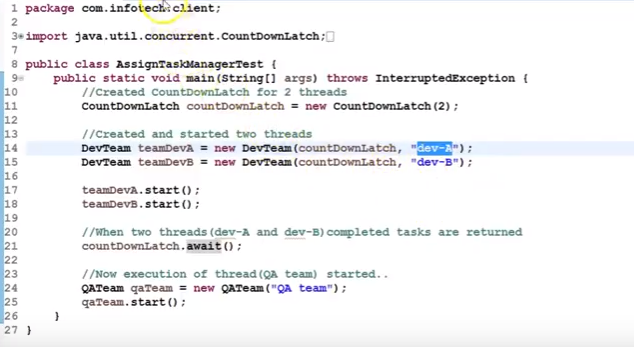 1 package com.infotech.client;
2
3 import java.util.concurrent.CountDownLatch;
7
8 public class AssignTaskManagerTest {
9 public static void main(String[] args) throws InterruptedException {
10 //Created CountDownLatch for 2 threads
11 CountDownLatch countDownLatch = new CountDownLatch(2);
12
13 //Created and started two threads
14 DevTeam teamDevA = new DevTeam(countDownLatch, "dev-A");
15 DevTeam teamDevB = new DevTeam(countDownLatch, "dev-B");
16
17 teamDevA.start();
18 teamDevB.start();
19
20 //When two threads(dev-A and dev-B)completed tasks are returned
21 countDownLatch.await();
22
23 //Now execution of thread(QA team) started..
24 QATeam qaTeam = new QATeam("QA team");
25 qaTeam.start();
26 }
27 }